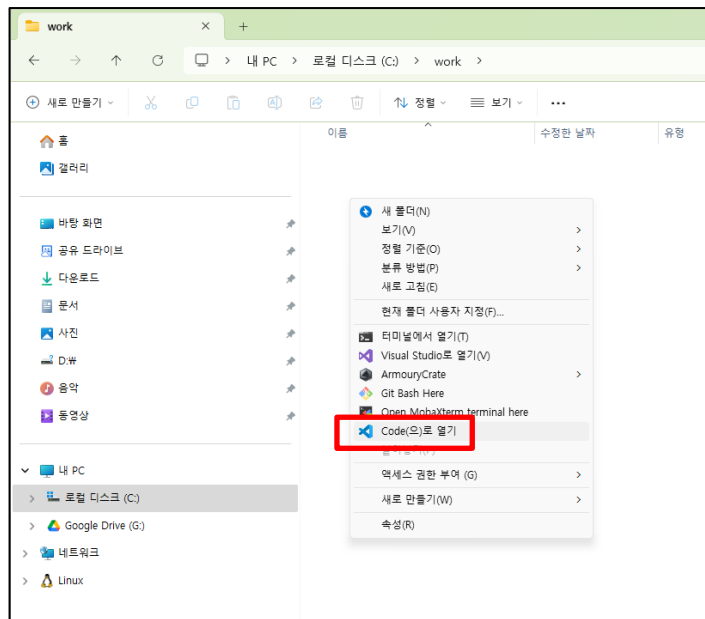 work
내 PC > 로컬 디스크 (C:) > work >
새로 만들기
정렬
보기
이름
수정한 날짜
유형
홈
갤러리
바탕 화면
공유 드라이브
다운로드
문서
사진
D:₩
음악
동영상
내 PC
로컬 디스크 (C:)
Google Drive (G:)
네트워크
Linux
새 폴더(N)
보기(V)
정렬 기준(O)
분류 방법(P)
새로 고침(E)
현재 폴더 사용자 지정(F)...
터미널에서 열기(T)
Visual Studio로 열기(V)
ArmouryCrate
Git Bash Here
Open MobaXterm terminal here
Code(으)로 열기
액세스 권한 부여 (G)
새로 만들기(W)
속성(R)